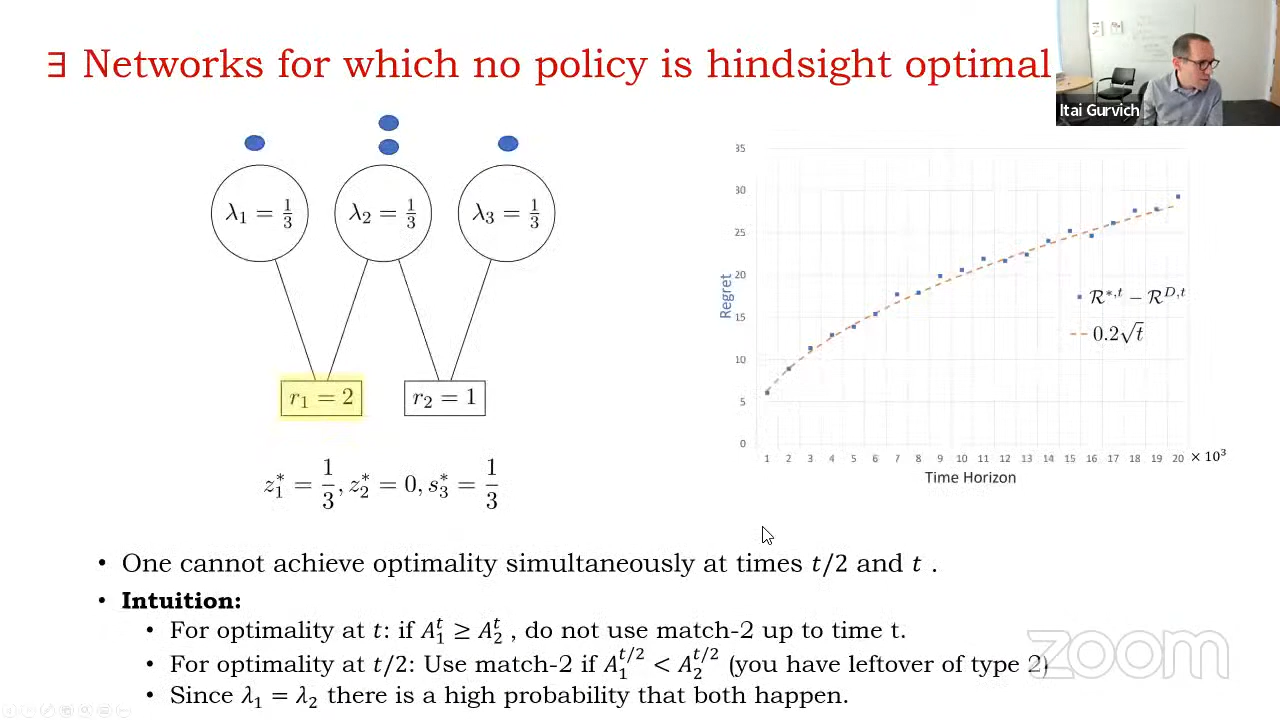 ∃ Networks for which no policy is hindsight optimal
Itai Gurvich
λ₁ = 1/3
λ₂ = 1/3
λ₃ = 1/3
r₁ = 2
r₂ = 1
z₁* = 1/3, z₂* = 0, s₃* = 1/3
35
30
25
20
15
10
5
0
Regret
ℛ*,ᵗ − ℛᴰ,ᵗ
0.2√t
1 2 3 4 5 6 7 8 9 10 11 12 13 14 15 16 17 18 19 20 × 10³
Time Horizon
• One cannot achieve optimality simultaneously at times t/2 and t .
• Intuition:
• For optimality at t: if A₁ᵗ ≥ A₂ᵗ , do not use match-2 up to time t.
• For optimality at t/2: Use match-2 if A₁^{t/2} < A₂^{t/2} (you have leftover of type 2)
• Since λ₁ = λ₂ there is a high probability that both happen.
zoom